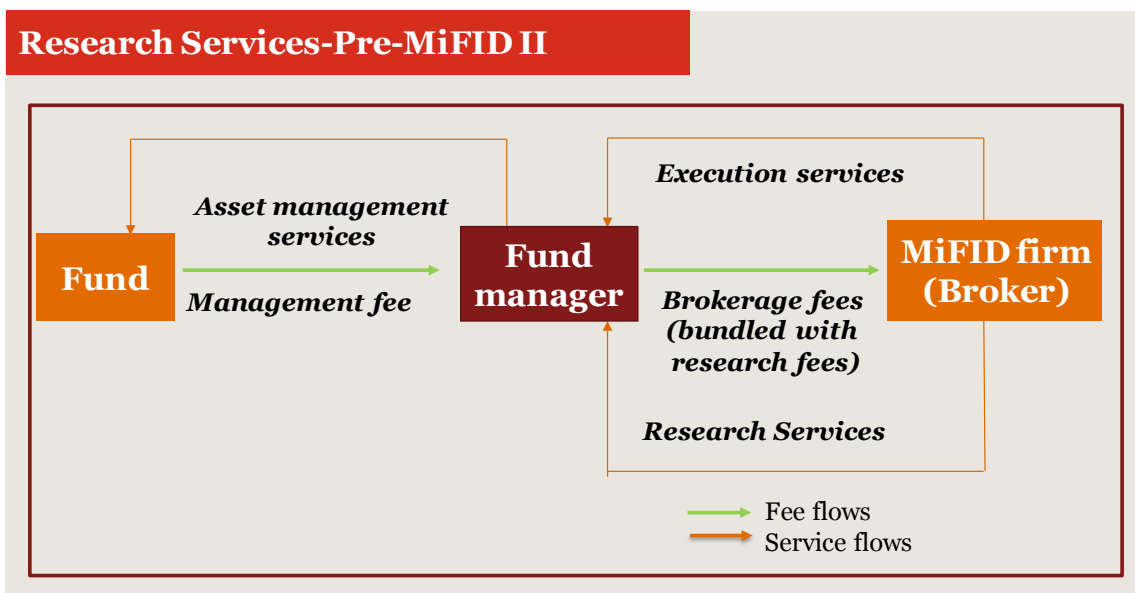 Research Services-Pre-MiFID II
Execution services
Asset management
services
Fund
Management fee
Fund
manager
Brokerage fees
(bundled with
research fees)
MiFID firm
(Broker)
Research Services
Fee flows
Service flows